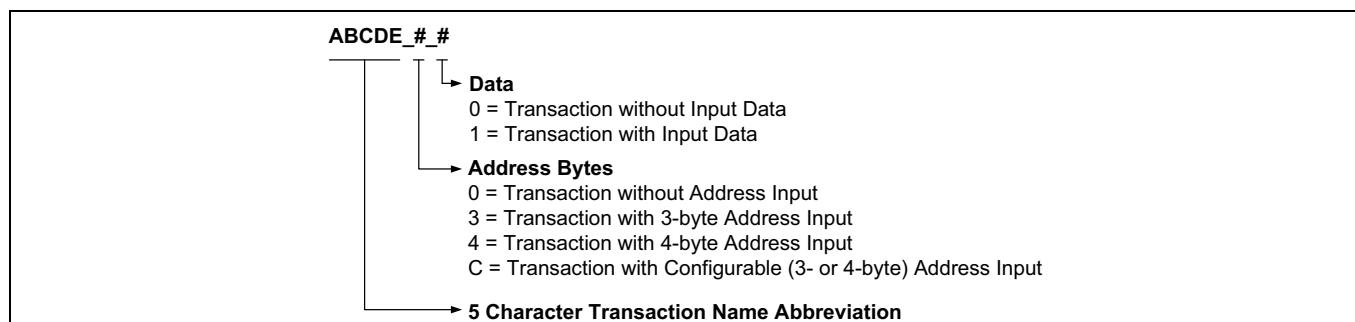 ABCDE_#_#
Data
0 = Transaction without Input Data
1 = Transaction with Input Data
Address Bytes
0 = Transaction without Address Input
3 = Transaction with 3-byte Address Input
4 = Transaction with 4-byte Address Input
C = Transaction with Configurable (3- or 4-byte) Address Input
5 Character Transaction Name Abbreviation